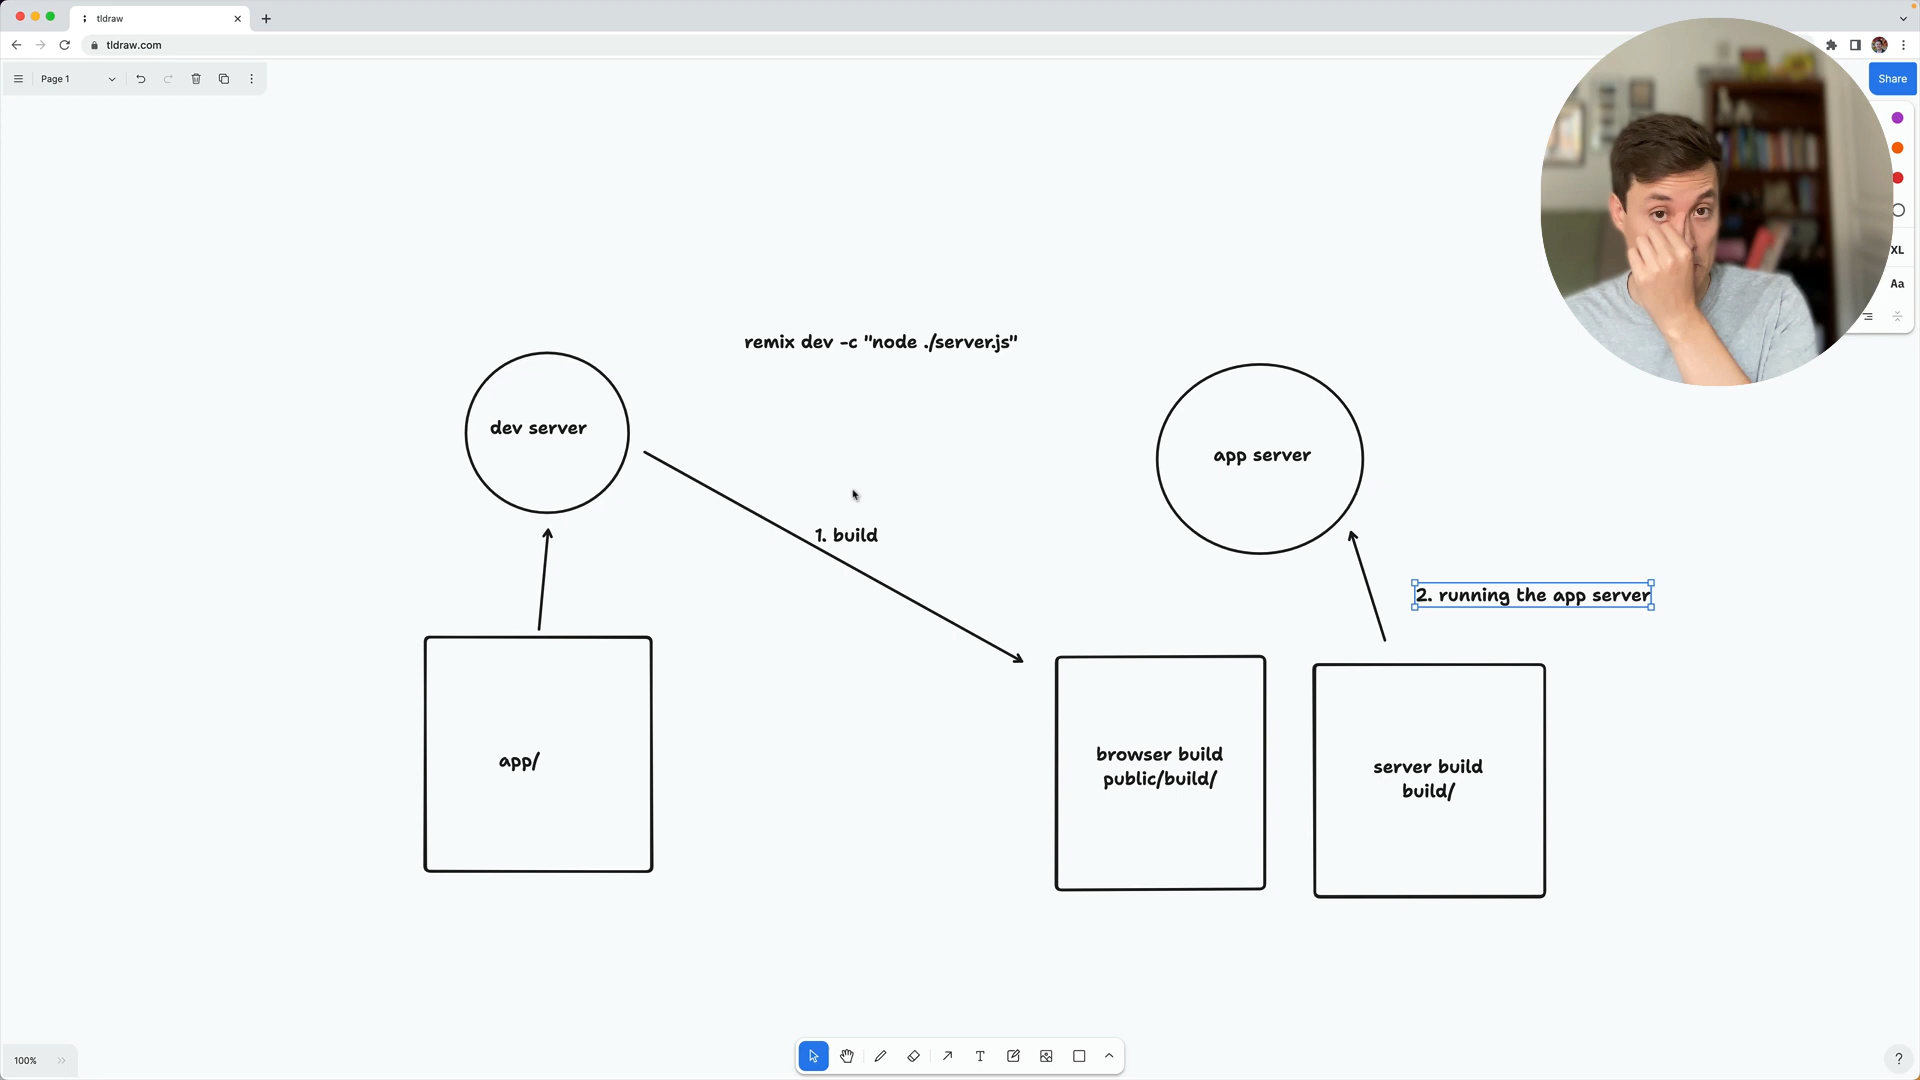 tldraw
tldraw.com
Page 1
Share
XL
Aa
remix dev -c "node ./server.js"
dev server
app server
1. build
2. running the app server
app/
browser build
public/build/
server build
build/
100%
?